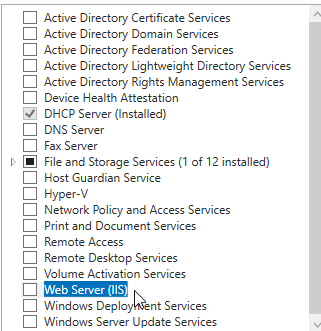 Active Directory Certificate Services
Active Directory Domain Services
Active Directory Federation Services
Active Directory Lightweight Directory Services
Active Directory Rights Management Services
Device Health Attestation
DHCP Server (Installed)
DNS Server
Fax Server
File and Storage Services (1 of 12 installed)
Host Guardian Service
Hyper-V
Network Policy and Access Services
Print and Document Services
Remote Access
Remote Desktop Services
Volume Activation Services
Web Server (IIS)
Windows Deployment Services
Windows Server Update Services